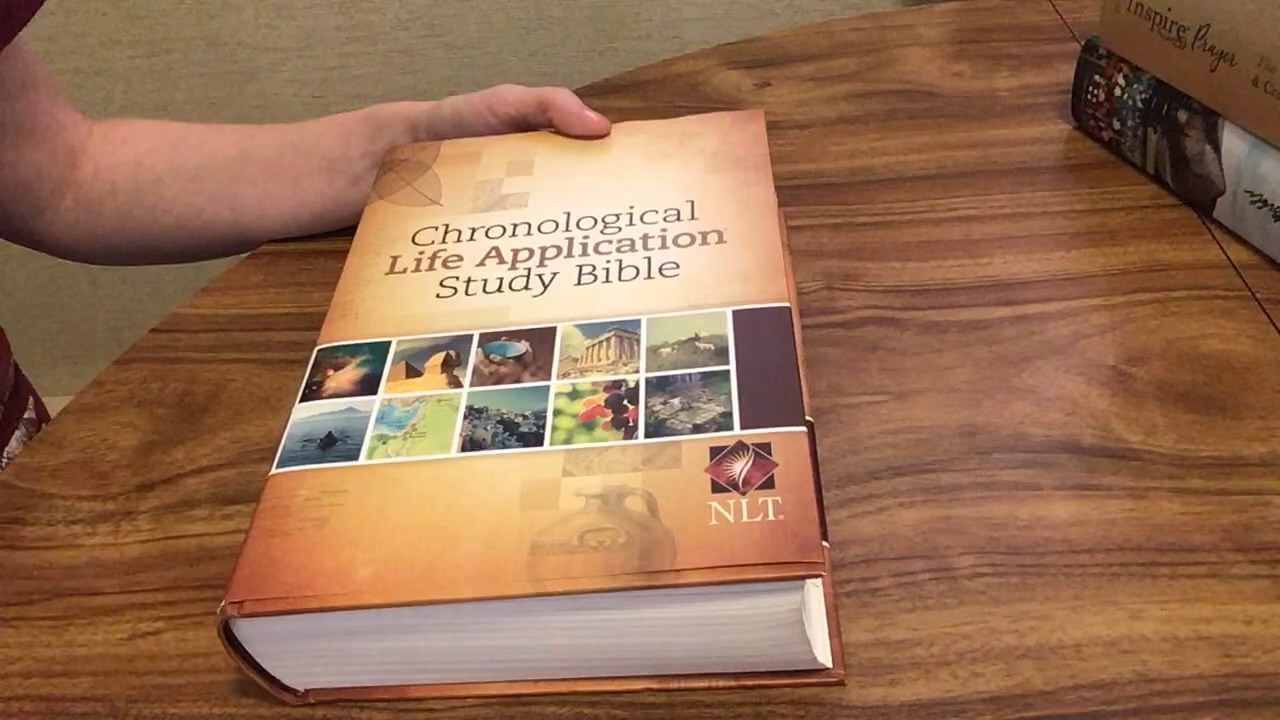 Chronological
Life Application
Study Bible
NLT
Inspire Prayer